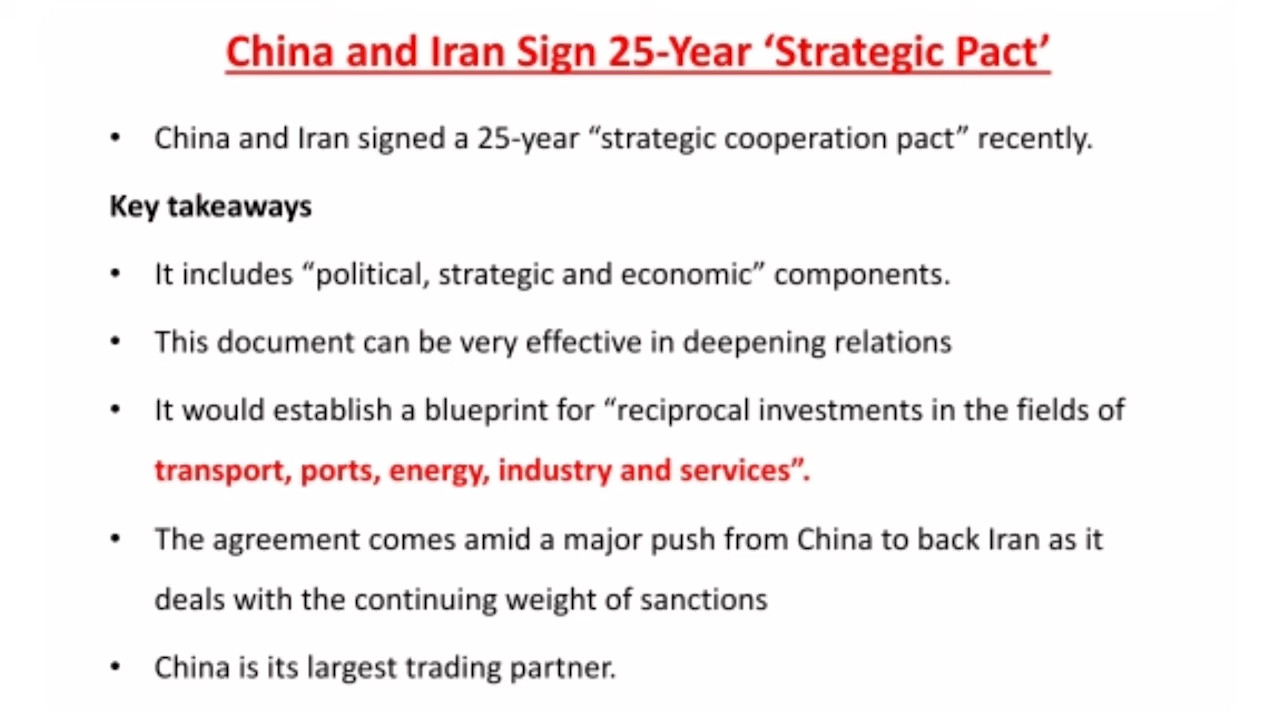 China and Iran Sign 25-Year ‘Strategic Pact’
• China and Iran signed a 25-year “strategic cooperation pact” recently.
Key takeaways
• It includes “political, strategic and economic” components.
• This document can be very effective in deepening relations
• It would establish a blueprint for “reciprocal investments in the fields of
transport, ports, energy, industry and services”.
• The agreement comes amid a major push from China to back Iran as it
deals with the continuing weight of sanctions
• China is its largest trading partner.